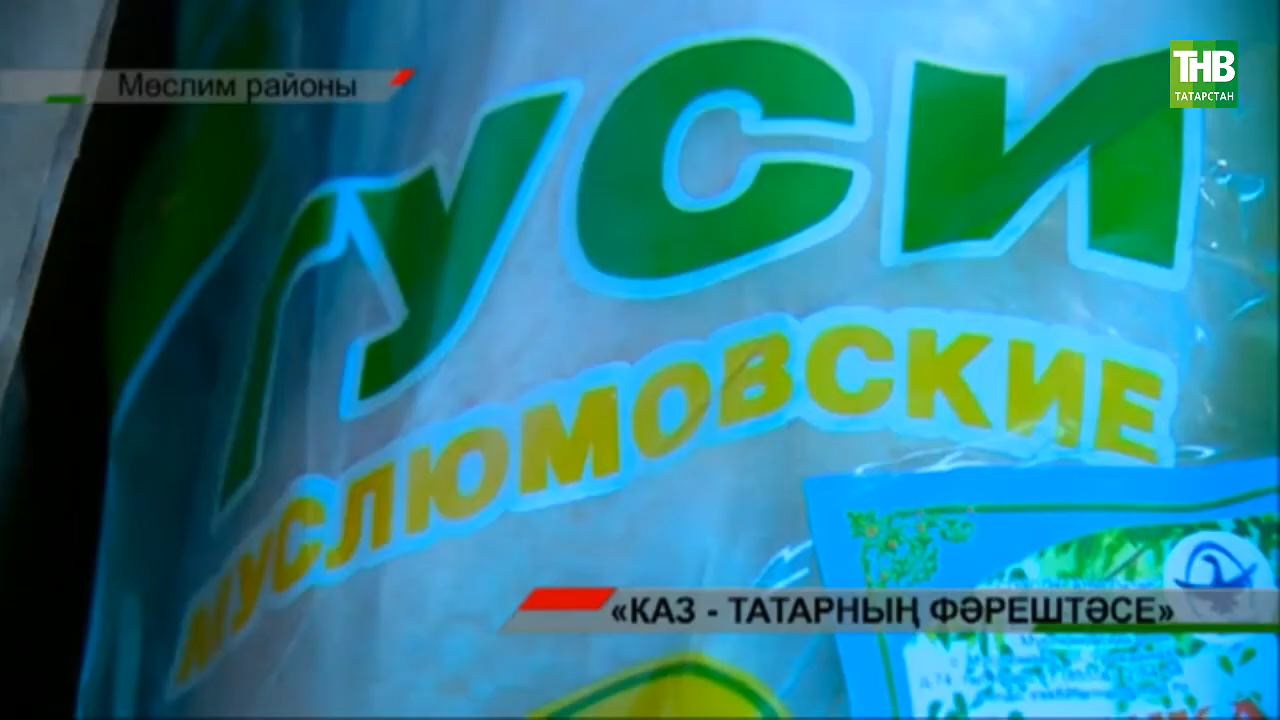 Мөслим районы
ТНВ
ТАТАРСТАН
ГУСИ
МУСЛЮМОВСКИЕ
«КАЗ - ТАТАРНЫҢ ФӘРЕШТӘСЕ»